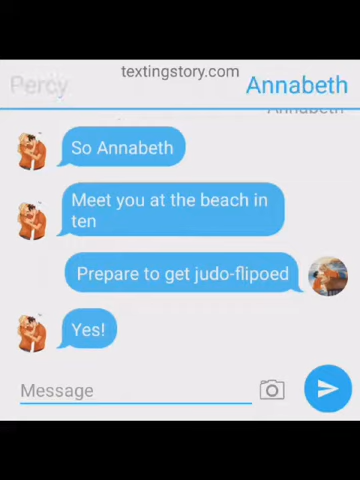 textingstory.com
Percy
Annabeth
Annabeth
So Annabeth
Meet you at the beach in
ten
Prepare to get judo-flipoed
Yes!
Message